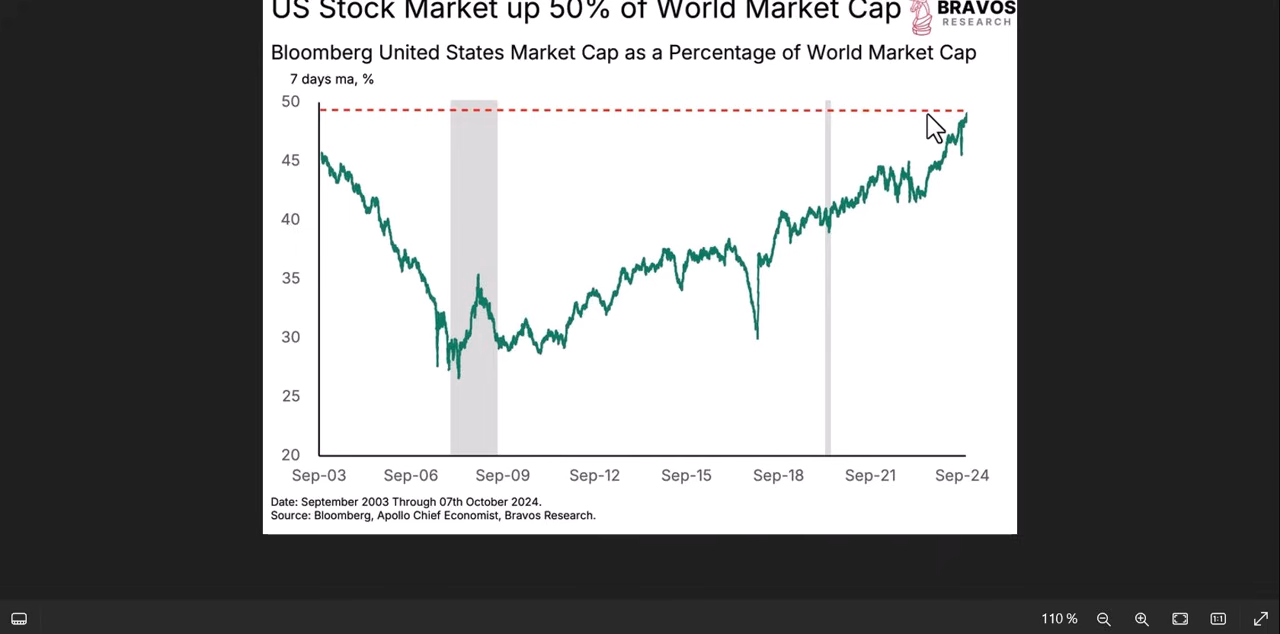 US Stock Market up 50% of World Market Cap
BRAVOS
RESEARCH
Bloomberg United States Market Cap as a Percentage of World Market Cap
7 days ma, %
50
45
40
35
30
25
20
Sep-03 Sep-06 Sep-09 Sep-12 Sep-15 Sep-18 Sep-21 Sep-24
Date: September 2003 Through 07th October 2024.
Source: Bloomberg, Apollo Chief Economist, Bravos Research.
110 %
1:1